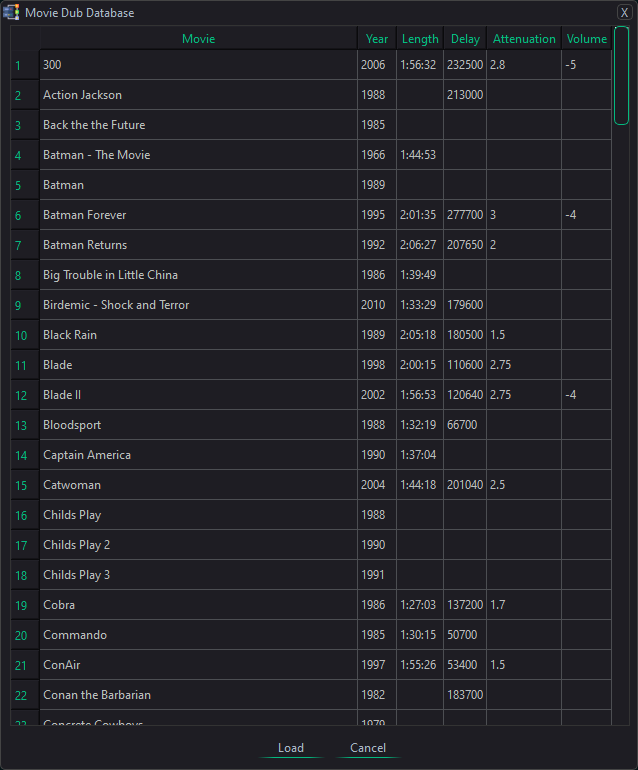 Movie Dub Database
X
Movie Year Length Delay Attenuation Volume
1 300 2006 1:56:32 232500 2.8 -5
2 Action Jackson 1988 213000
3 Back the the Future 1985
4 Batman - The Movie 1966 1:44:53
5 Batman 1989
6 Batman Forever 1995 2:01:35 277700 3 -4
7 Batman Returns 1992 2:06:27 207650 2
8 Big Trouble in Little China 1986 1:39:49
9 Birdemic - Shock and Terror 2010 1:33:29 179600
10 Black Rain 1989 2:05:18 180500 1.5
11 Blade 1998 2:00:15 110600 2.75
12 Blade II 2002 1:56:53 120640 2.75 -4
13 Bloodsport 1988 1:32:19 66700
14 Captain America 1990 1:37:04
15 Catwoman 2004 1:44:18 201040 2.5
16 Childs Play 1988
17 Childs Play 2 1990
18 Childs Play 3 1991
19 Cobra 1986 1:27:03 137200 1.7
20 Commando 1985 1:30:15 50700
21 ConAir 1997 1:55:26 53400 1.5
22 Conan the Barbarian 1982 183700
23 Concrete Cowboys 1979
Load Cancel